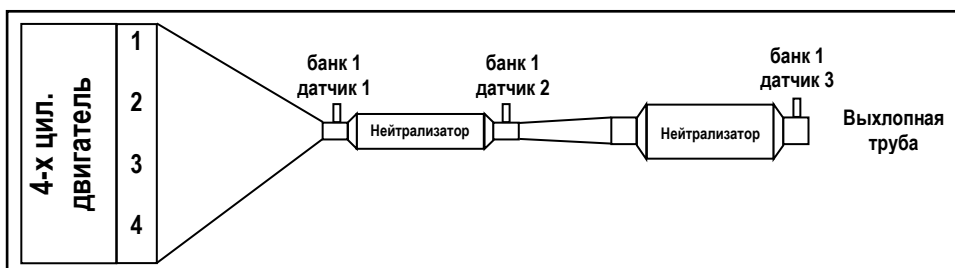 4-х цил.
двигатель
1
2
3
4
банк 1
датчик 1
Нейтрализатор
банк 1
датчик 2
Нейтрализатор
банк 1
датчик 3
Выхлопная
труба